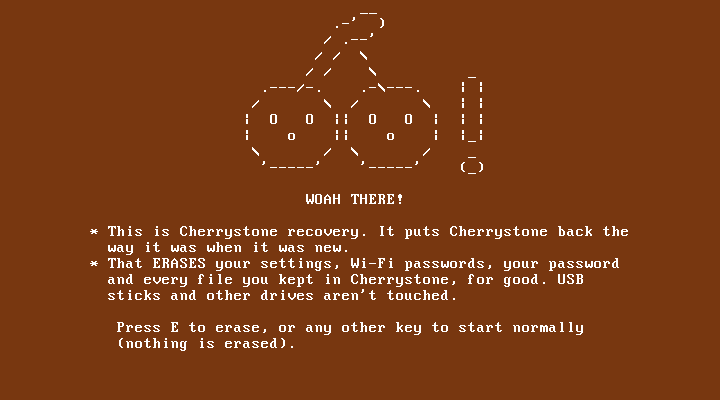 WOAH THERE!
* This is Cherrystone recovery. It puts Cherrystone back the
way it was when it was new.
* That ERASES your settings, Wi-Fi passwords, your password
and every file you kept in Cherrystone, for good. USB
sticks and other drives aren't touched.
Press E to erase, or any other key to start normally
(nothing is erased).